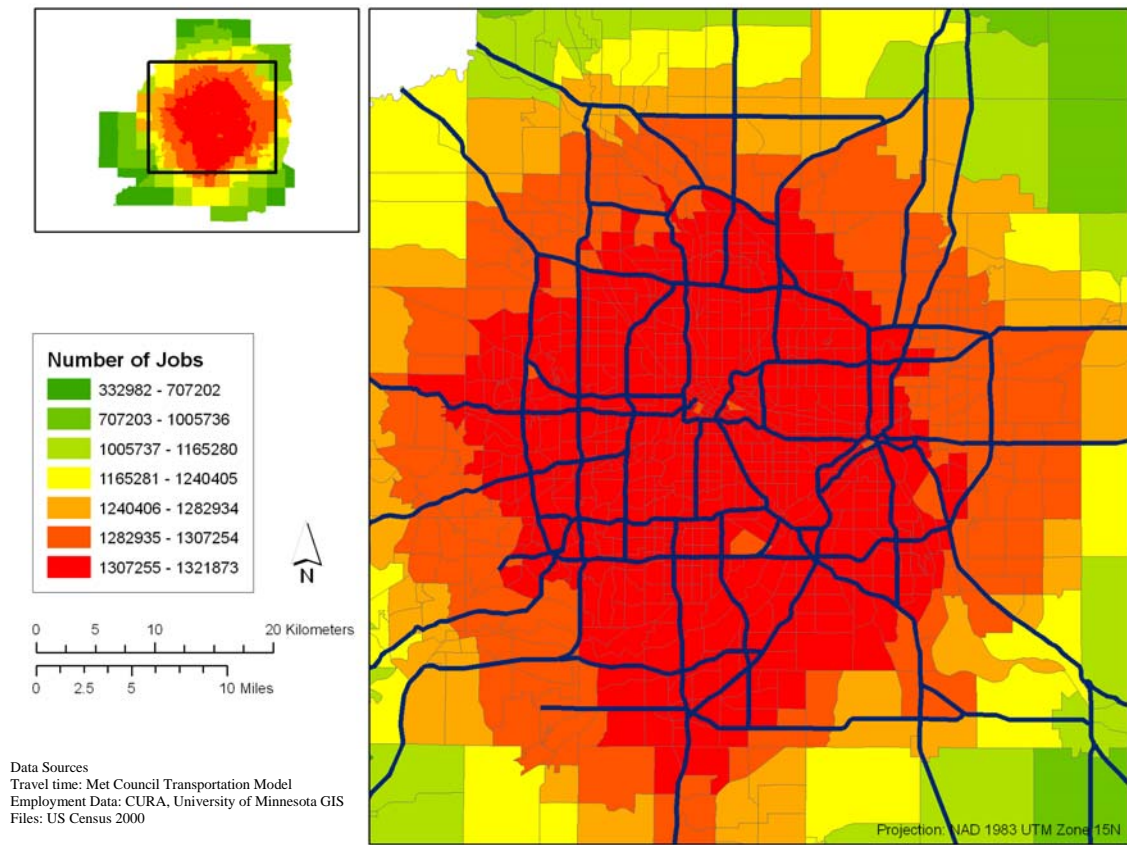 Number of Jobs
332982 - 707202
707203 - 1005736
1005737 - 1165280
1165281 - 1240405
1240406 - 1282934
1282935 - 1307254
1307255 - 1321873
N
0 5 10 20 Kilometers
0 2.5 5 10 Miles
Data Sources
Travel time: Met Council Transportation Model
Employment Data: CURA, University of Minnesota GIS
Files: US Census 2000
Projection: NAD 1983 UTM Zone 15N